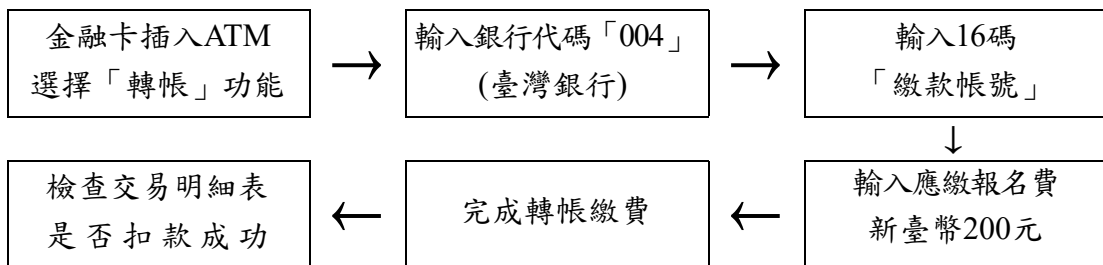 金融卡插入ATM
選擇「轉帳」功能
→
輸入銀行代碼「004」
(臺灣銀行)
→
輸入16碼
「繳款帳號」
↓
輸入應繳報名費
新臺幣200元
←
完成轉帳繳費
←
檢查交易明細表
是否扣款成功